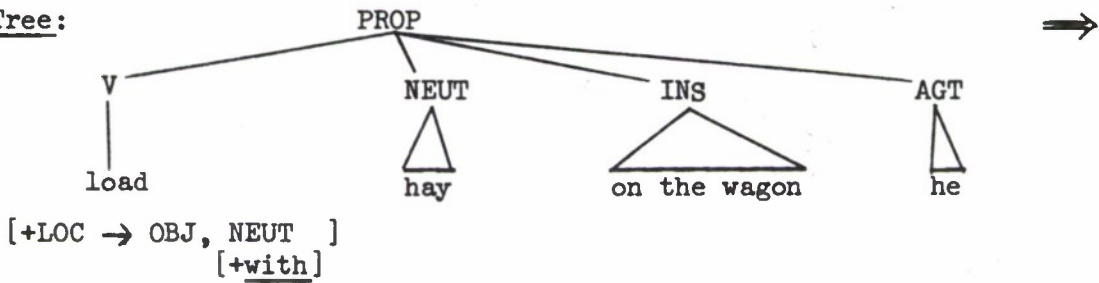 Tree:
PROP
⟹
V NEUT INS AGT
load hay on the wagon he
[+LOC → OBJ, NEUT ]
[+with]